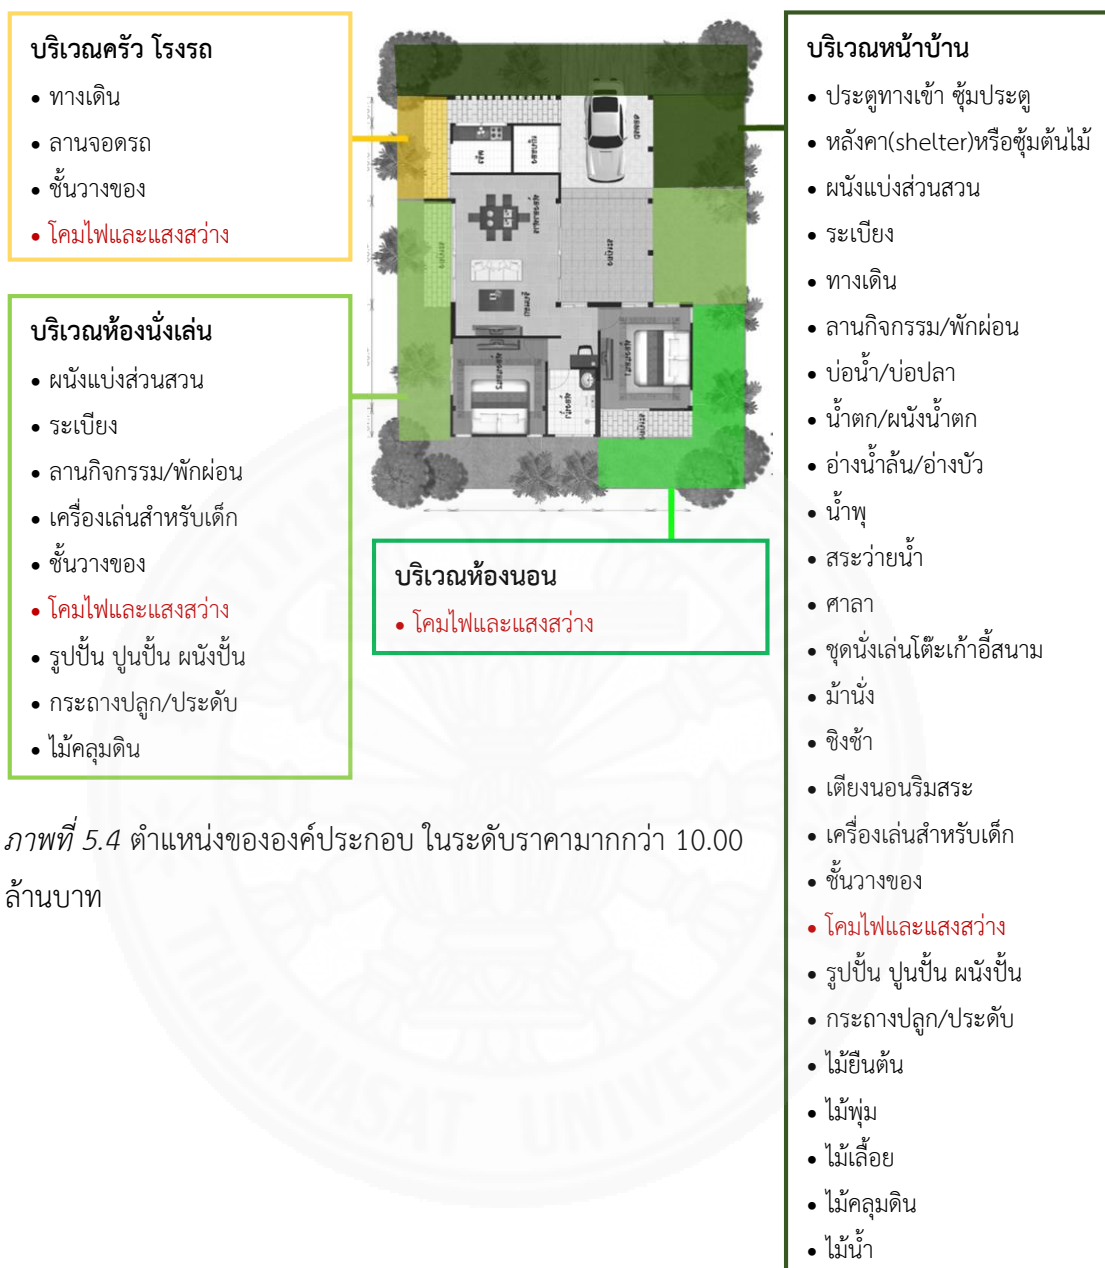 บริเวณครัว โรงรถ
• ทางเดิน
• ลานจอดรถ
• ชั้นวางของ
• โคมไฟและแสงสว่าง
บริเวณห้องนั่งเล่น
• ผนังแบ่งส่วนสวน
• ระเบียง
• ลานกิจกรรม/พักผ่อน
• เครื่องเล่นสำหรับเด็ก
• ชั้นวางของ
• โคมไฟและแสงสว่าง
• รูปปั้น ปูนปั้น ผนังปั้น
• กระถางปลูก/ประดับ
• ไม้คลุมดิน
บริเวณห้องนอน
• โคมไฟและแสงสว่าง
บริเวณหน้าบ้าน
• ประตูทางเข้า ซุ้มประตู
• หลังคา(shelter)หรือซุ้มต้นไม้
• ผนังแบ่งส่วนสวน
• ระเบียง
• ทางเดิน
• ลานกิจกรรม/พักผ่อน
• บ่อน้ำ/บ่อปลา
• น้ำตก/ผนังน้ำตก
• อ่างน้ำล้น/อ่างบัว
• น้ำพุ
• สระว่ายน้ำ
• ศาลา
• ชุดนั่งเล่นโต๊ะเก้าอี้สนาม
• ม้านั่ง
• ชิงช้า
• เตียงนอนริมสระ
• เครื่องเล่นสำหรับเด็ก
• ชั้นวางของ
• โคมไฟและแสงสว่าง
• รูปปั้น ปูนปั้น ผนังปั้น
• กระถางปลูก/ประดับ
• ไม้ยืนต้น
• ไม้พุ่ม
• ไม้เลื้อย
• ไม้คลุมดิน
• ไม้น้ำ
ภาพที่ 5.4 ตำแหน่งขององค์ประกอบ ในระดับราคามากกว่า 10.00
ล้านบาท
THAMMASAT UNIVERSITY